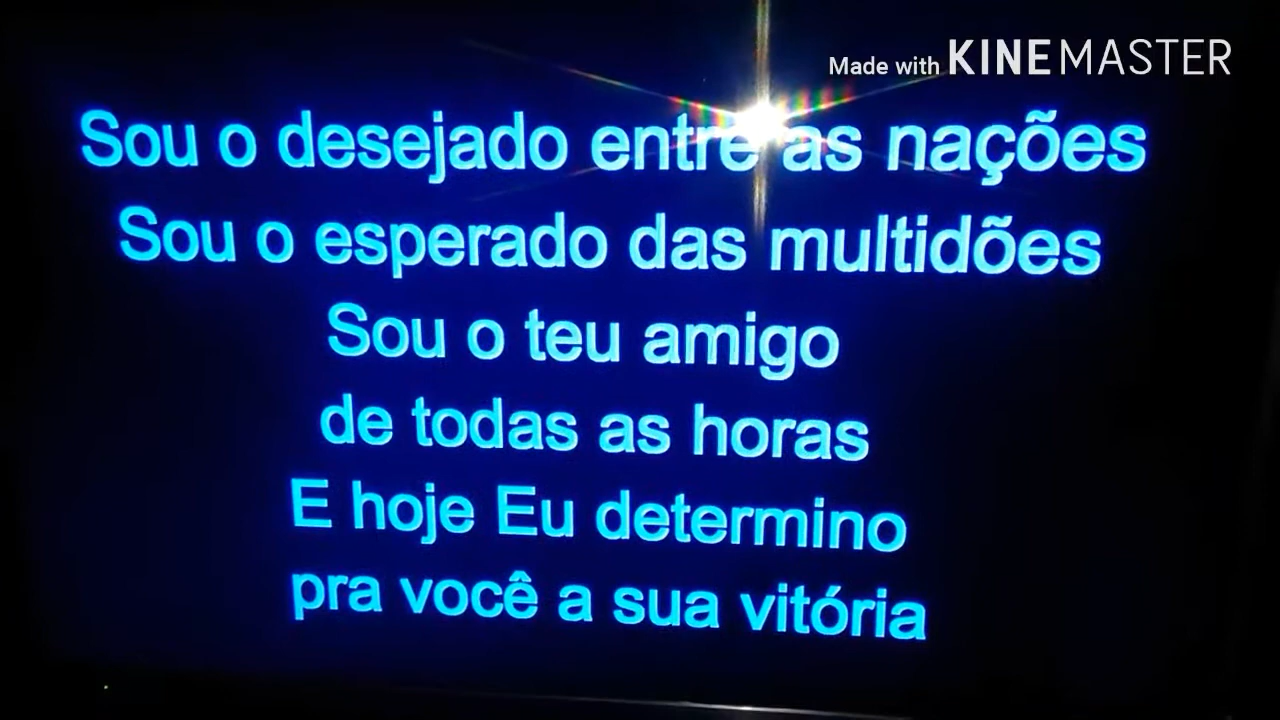 Made with KINEMASTER
Sou o desejado entre as nações
Sou o esperado das multidões
Sou o teu amigo
de todas as horas
E hoje Eu determino
pra você a sua vitória